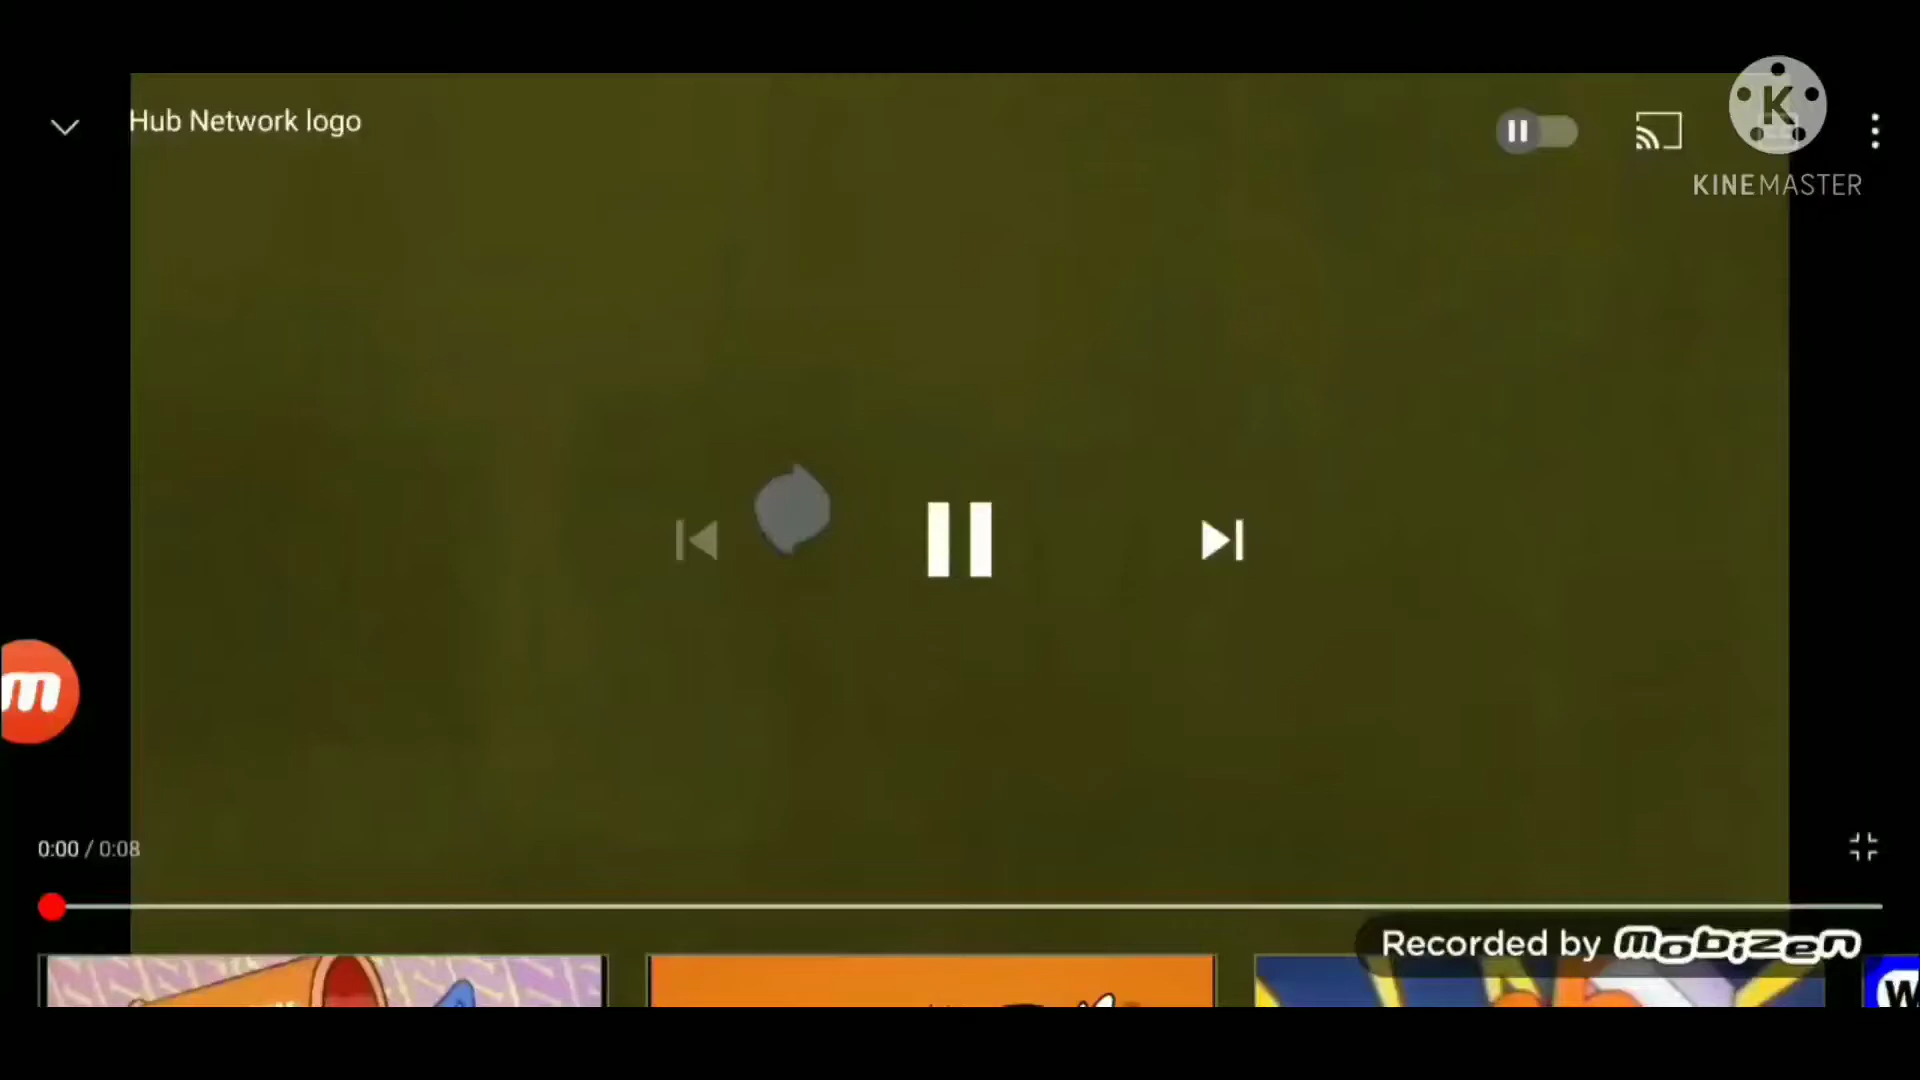 Hub Network logo
K
KINEMASTER
m
0:00 / 0:08
Recorded by mobizen
W